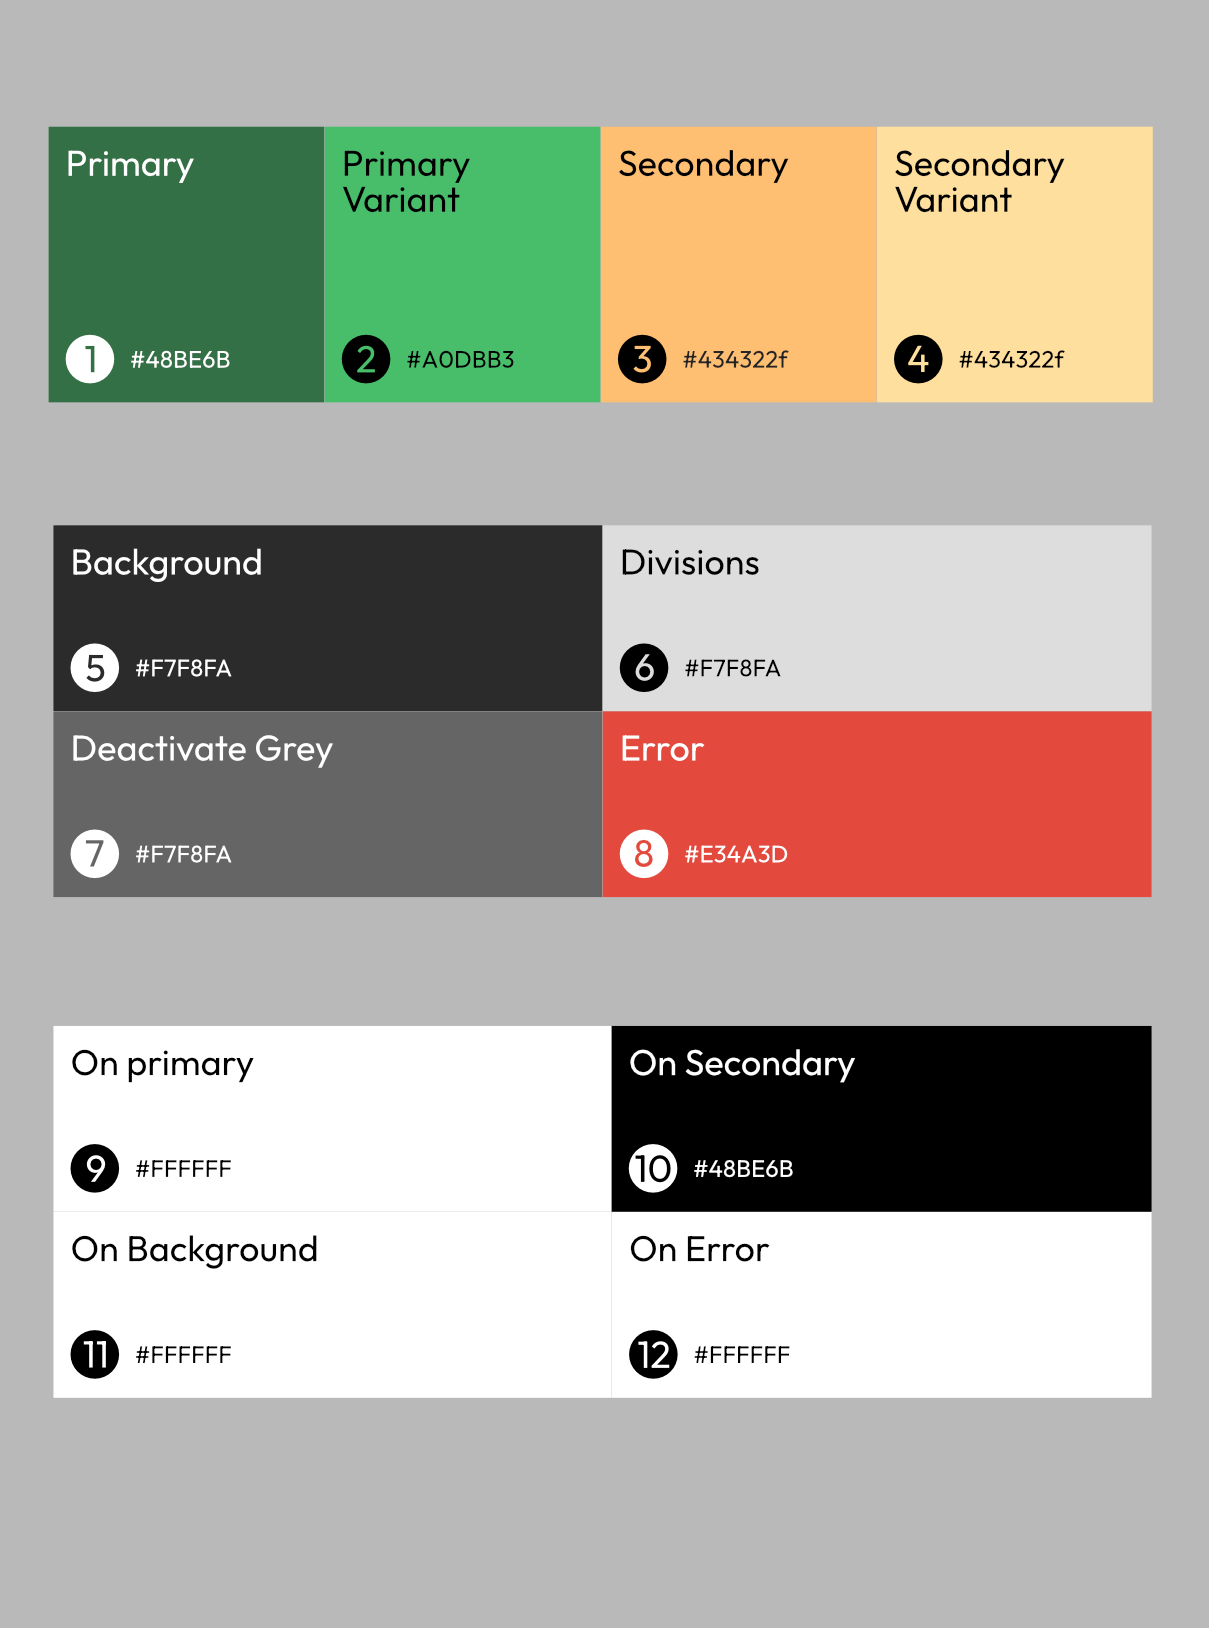 Primary
1 #48BE6B
Primary
Variant
2 #A0DBB3
Secondary
3 #434322f
Secondary
Variant
4 #434322f
Background
5 #F7F8FA
Divisions
6 #F7F8FA
Deactivate Grey
7 #F7F8FA
Error
8 #E34A3D
On primary
9 #FFFFFF
On Secondary
10 #48BE6B
On Background
11 #FFFFFF
On Error
12 #FFFFFF